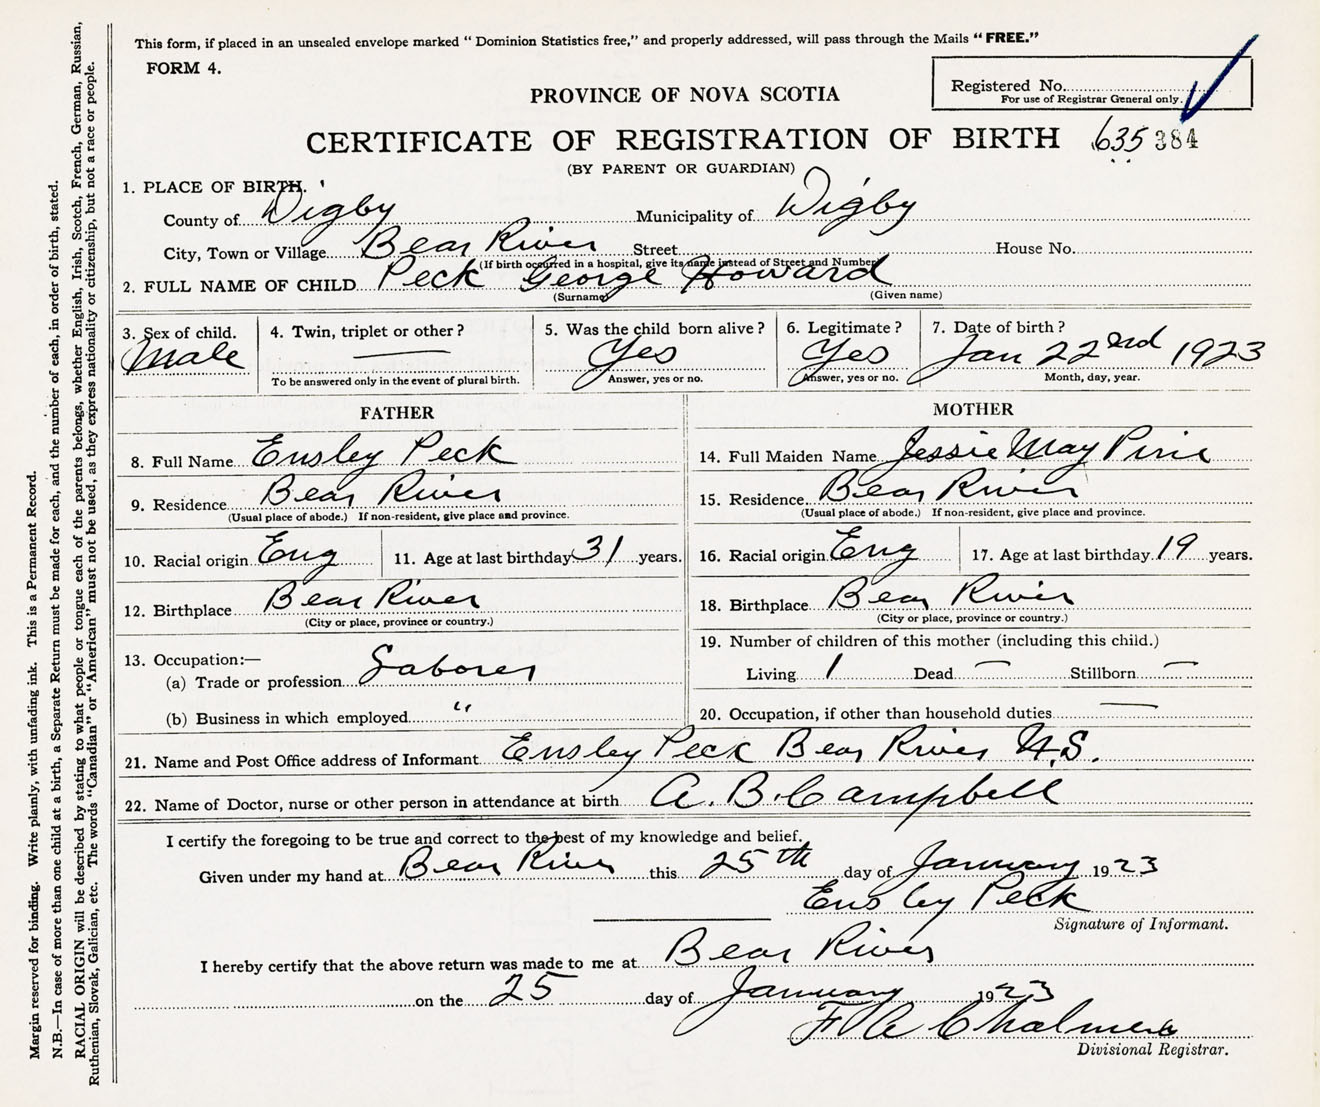 This form, if placed in an unsealed envelope marked “ Dominion Statistics free,” and properly addressed, will pass through the Mails “ FREE.”
FORM 4.
Registered No.
For use of Registrar General only.
PROVINCE OF NOVA SCOTIA
CERTIFICATE OF REGISTRATION OF BIRTH 635 384
(BY PARENT OR GUARDIAN)
1. PLACE OF BIRTH.
County of Digby Municipality of Digby
City, Town or Village Bear River Street House No.
(If birth occurred in a hospital, give its name instead of Street and Number)
2. FULL NAME OF CHILD Peck George Howard
(Surname) (Given name)
3. Sex of child. 4. Twin, triplet or other ? 5. Was the child born alive ? 6. Legitimate ? 7. Date of birth ?
Male — Yes Yes Jan 22nd 1923
To be answered only in the event of plural birth. Answer, yes or no. Answer, yes or no. Month, day, year.
FATHER
8. Full Name Ensley Peck
9. Residence Bear River
(Usual place of abode.) If non-resident, give place and province.
10. Racial origin Eng 11. Age at last birthday 31 years.
12. Birthplace Bear River
(City or place, province or country.)
13. Occupation:—
(a) Trade or profession Laborer
(b) Business in which employed "
MOTHER
14. Full Maiden Name Jessie May
15. Residence Bear River
(Usual place of abode.) If non-resident, give place and province.
16. Racial origin Eng 17. Age at last birthday 19 years.
18. Birthplace Bear River
(City or place, province or country.)
19. Number of children of this mother (including this child.)
Living 1 Dead — Stillborn —
20. Occupation, if other than household duties —
21. Name and Post Office address of Informant Ensley Peck Bear River N.S.
22. Name of Doctor, nurse or other person in attendance at birth A. B. Campbell
I certify the foregoing to be true and correct to the best of my knowledge and belief.
Given under my hand at Bear River this 25th day of January 1923
Ensley Peck
Signature of Informant.
I hereby certify that the above return was made to me at Bear River
on the 25 day of January 1923
Chalmers
Divisional Registrar.
Margin reserved for binding. Write plainly, with unfading ink. This is a Permanent Record.
N.B.—In case of more than one child at a birth, a Separate Return must be made for each, and the number of each, in order of birth, stated.
RACIAL ORIGIN will be described by stating to what people or tongue each of the parents belongs, whether English, Irish, Scotch, French, German, Russian,
Ruthenian, Slovak, Galician, etc. The words “Canadian” or “American” must not be used, as they express nationality or citizenship, but not a race or people.